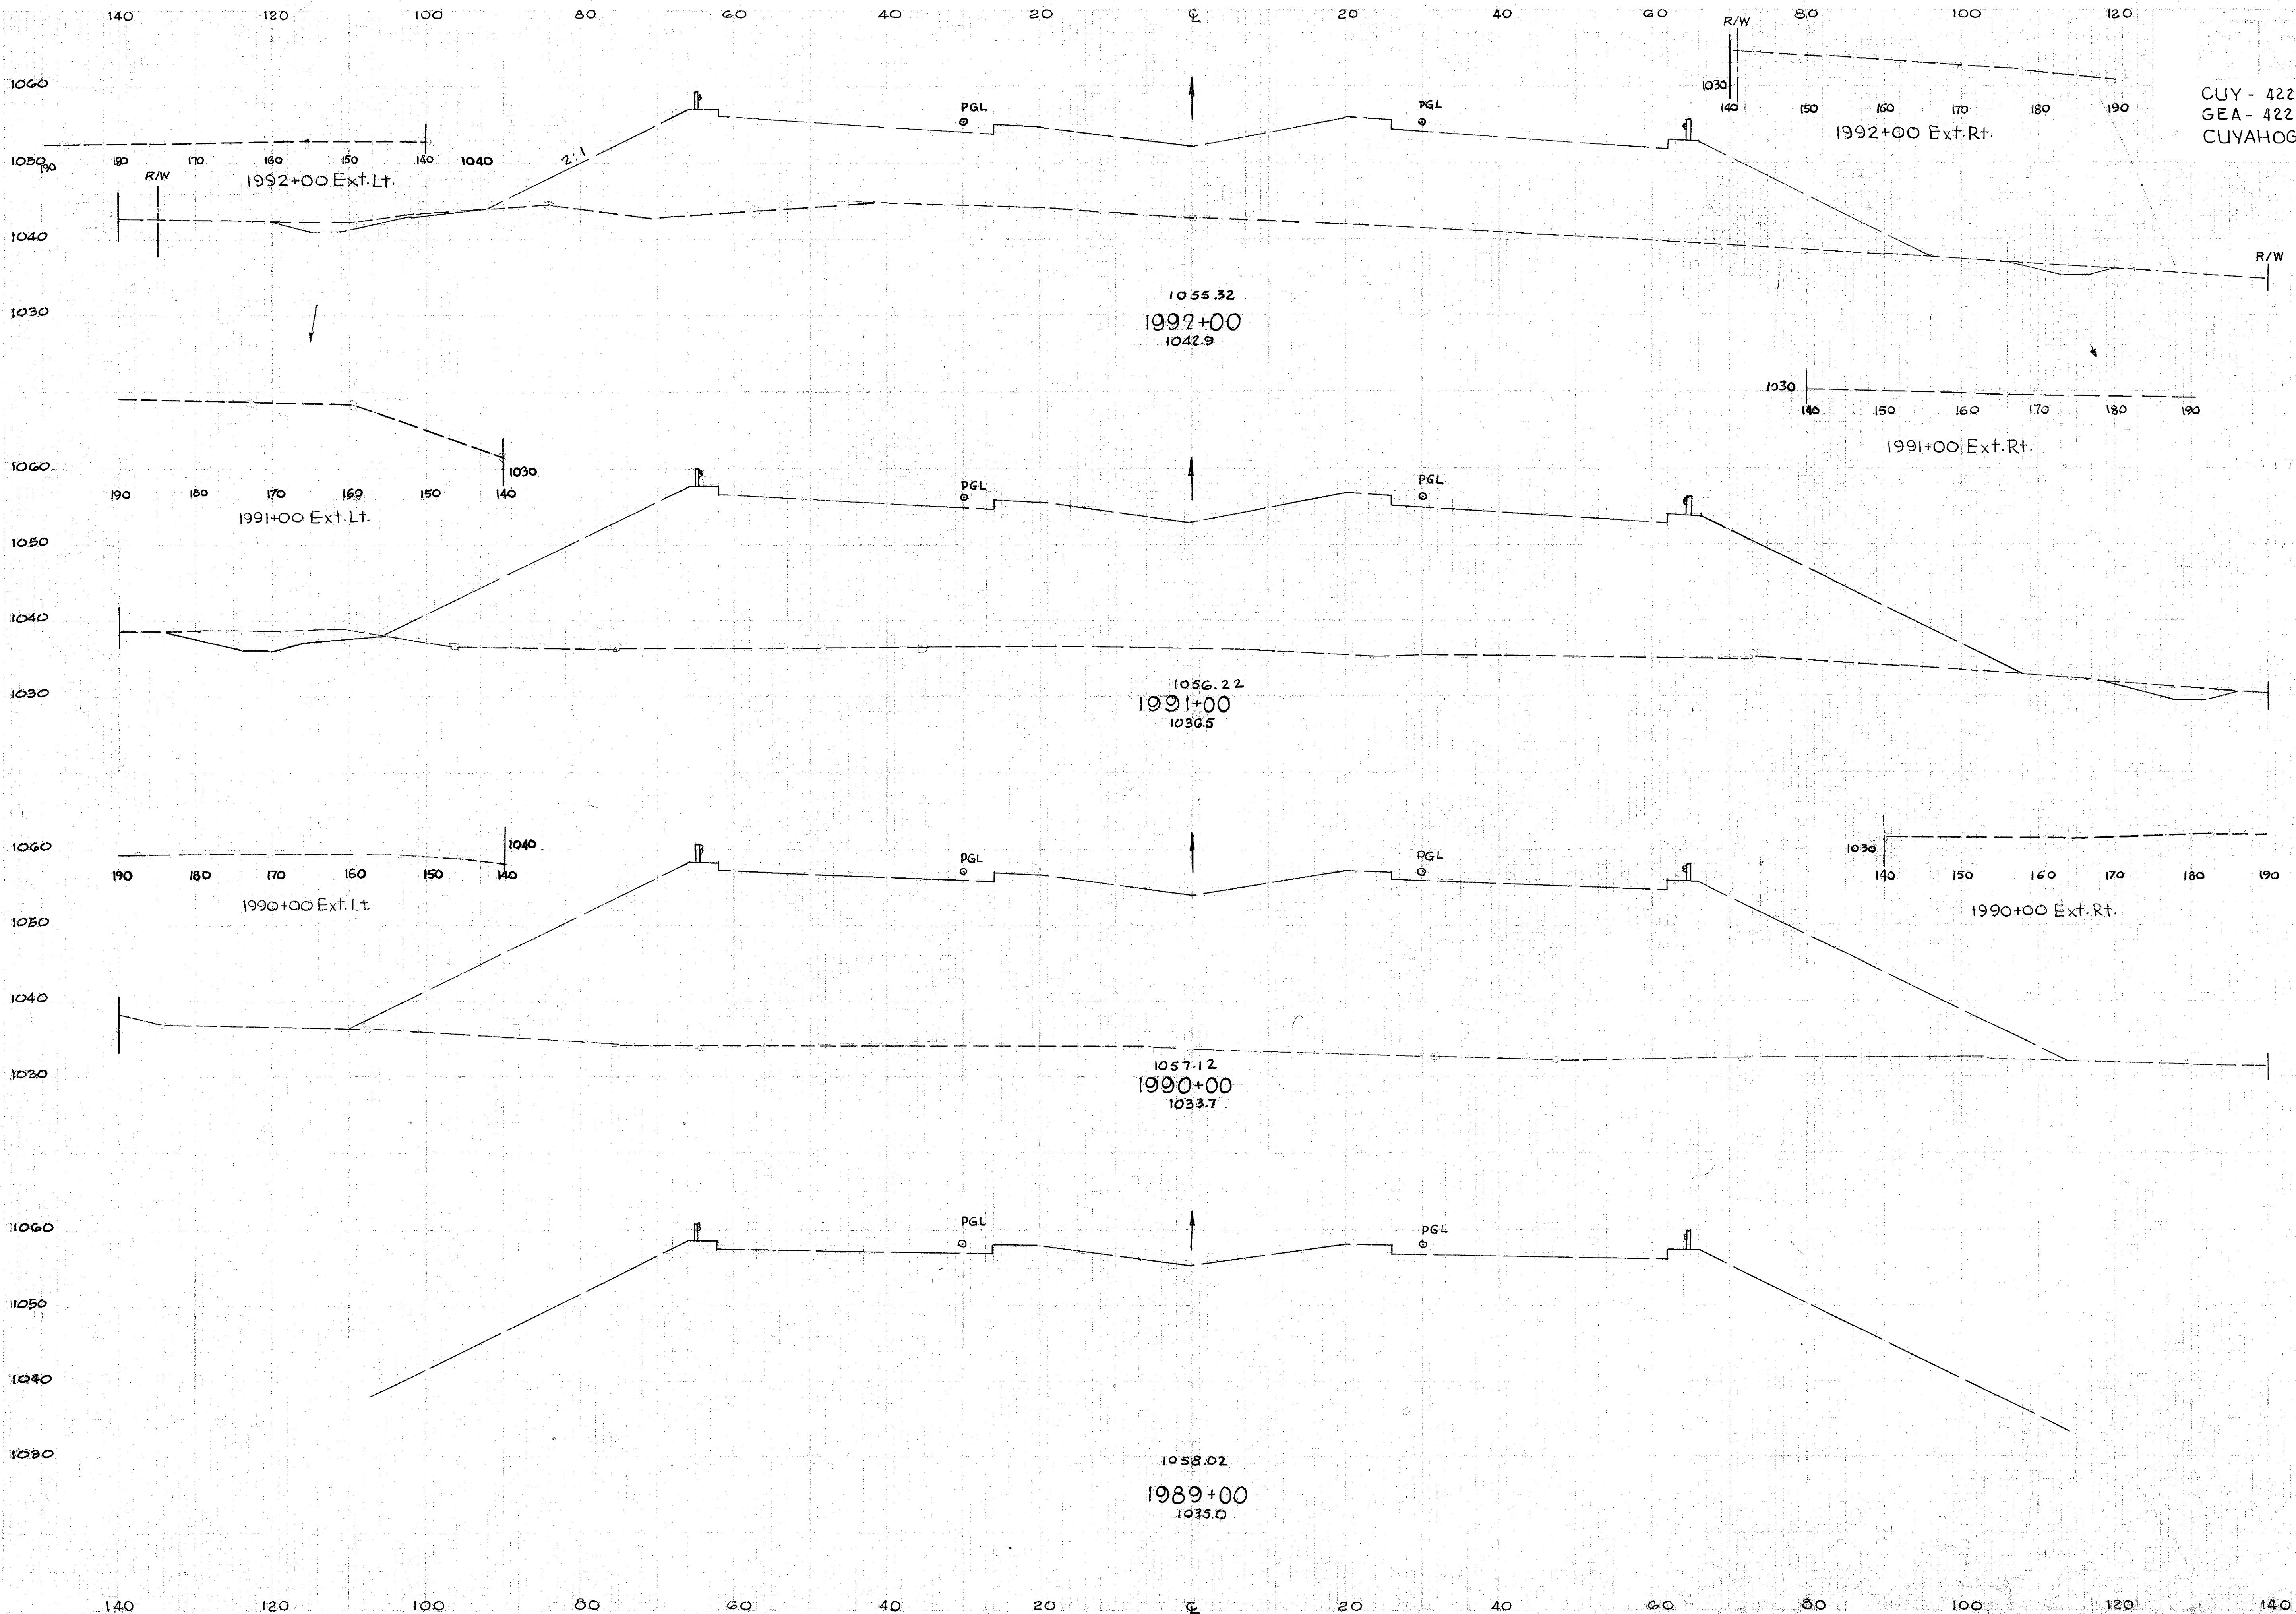 140 120 100 80 60 40 20 ℄ 20 40 60 80 100 120
R/W
1060 PGL PGL 1030
140 150 160 170 180 190
1992+00 Ext. Rt.
CUY - 422
GEA - 422
CUYAHOG
1050 190 180 170 160 150 140 1040 2:1
R/W 1992+00 Ext. Lt.
1040
R/W
1030
1055.32
1992+00
1042.9
1030
140 150 160 170 180 190
1991+00 Ext. Rt.
1060 1030
190 180 170 160 150 140 PGL PGL
1991+00 Ext. Lt.
1050
1040
1030
1056.22
1991+00
1036.5
1060 1040 PGL PGL 1030
190 180 170 160 150 140
140 150 160 170 180 190
1990+00 Ext. Lt.
1990+00 Ext. Rt.
1050
1040
1030
1057.12
1990+00
1033.7
1060 PGL PGL
1050
1040
1030
1058.02
1989+00
1035.0
140 120 100 80 60 40 20 ℄ 20 40 60 80 100 120 140